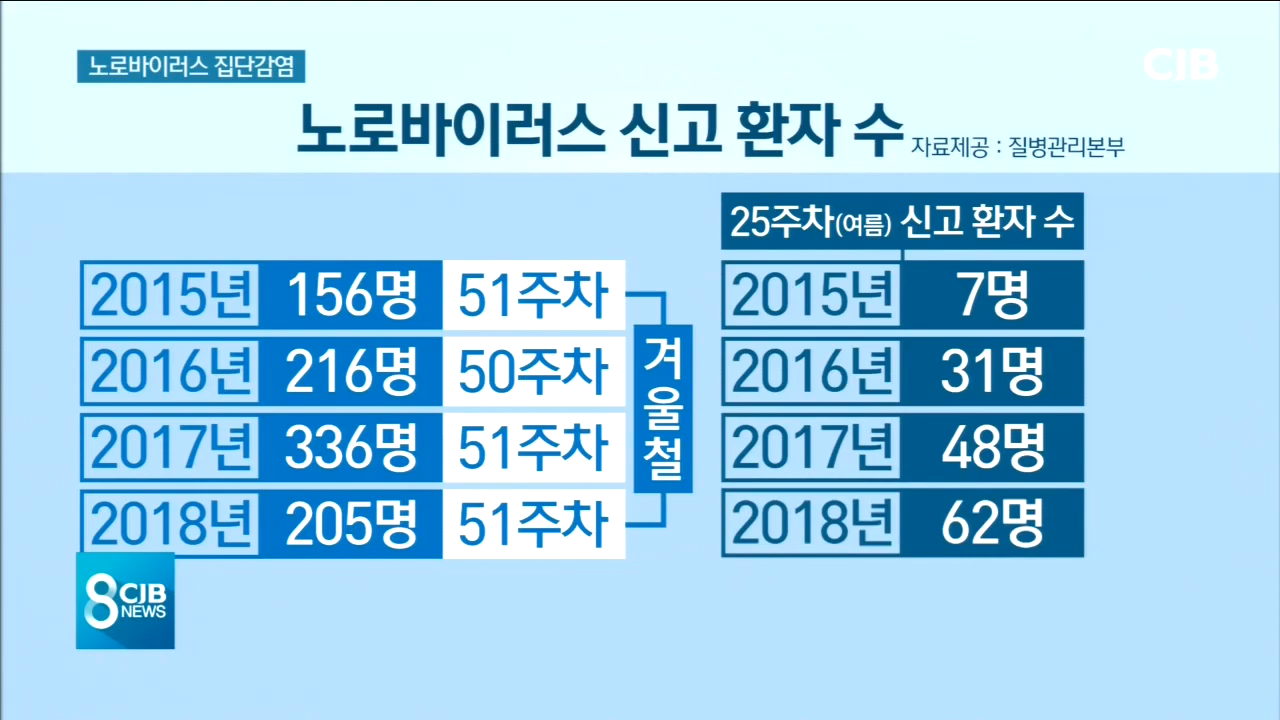 노로바이러스 집단감염
CJB
노로바이러스 신고 환자 수 자료제공 : 질병관리본부
2015년 156명 51주차
2016년 216명 50주차
2017년 336명 51주차
2018년 205명 51주차
겨울철
25주차(여름) 신고 환자 수
2015년 7명
2016년 31명
2017년 48명
2018년 62명
8 CJB
NEWS